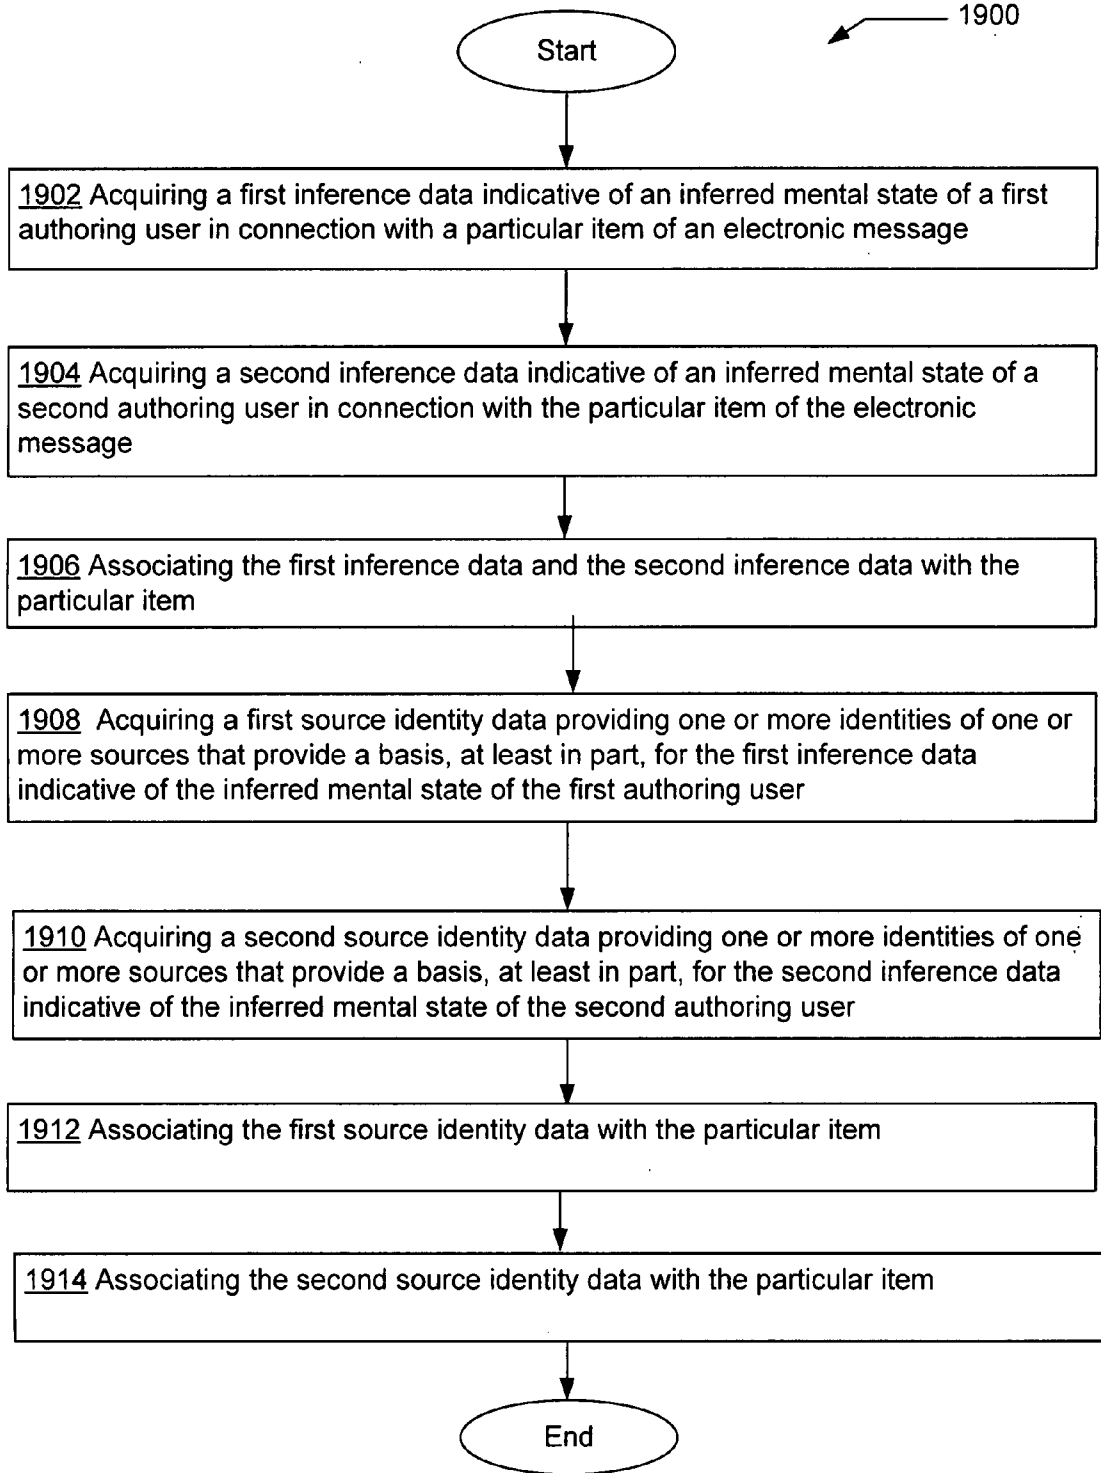 1900
Start
1902 Acquiring a first inference data indicative of an inferred mental state of a first
authoring user in connection with a particular item of an electronic message
1904 Acquiring a second inference data indicative of an inferred mental state of a
second authoring user in connection with the particular item of the electronic
message
1906 Associating the first inference data and the second inference data with the
particular item
1908 Acquiring a first source identity data providing one or more identities of one or
more sources that provide a basis, at least in part, for the first inference data
indicative of the inferred mental state of the first authoring user
1910 Acquiring a second source identity data providing one or more identities of one
or more sources that provide a basis, at least in part, for the second inference data
indicative of the inferred mental state of the second authoring user
1912 Associating the first source identity data with the particular item
1914 Associating the second source identity data with the particular item
End